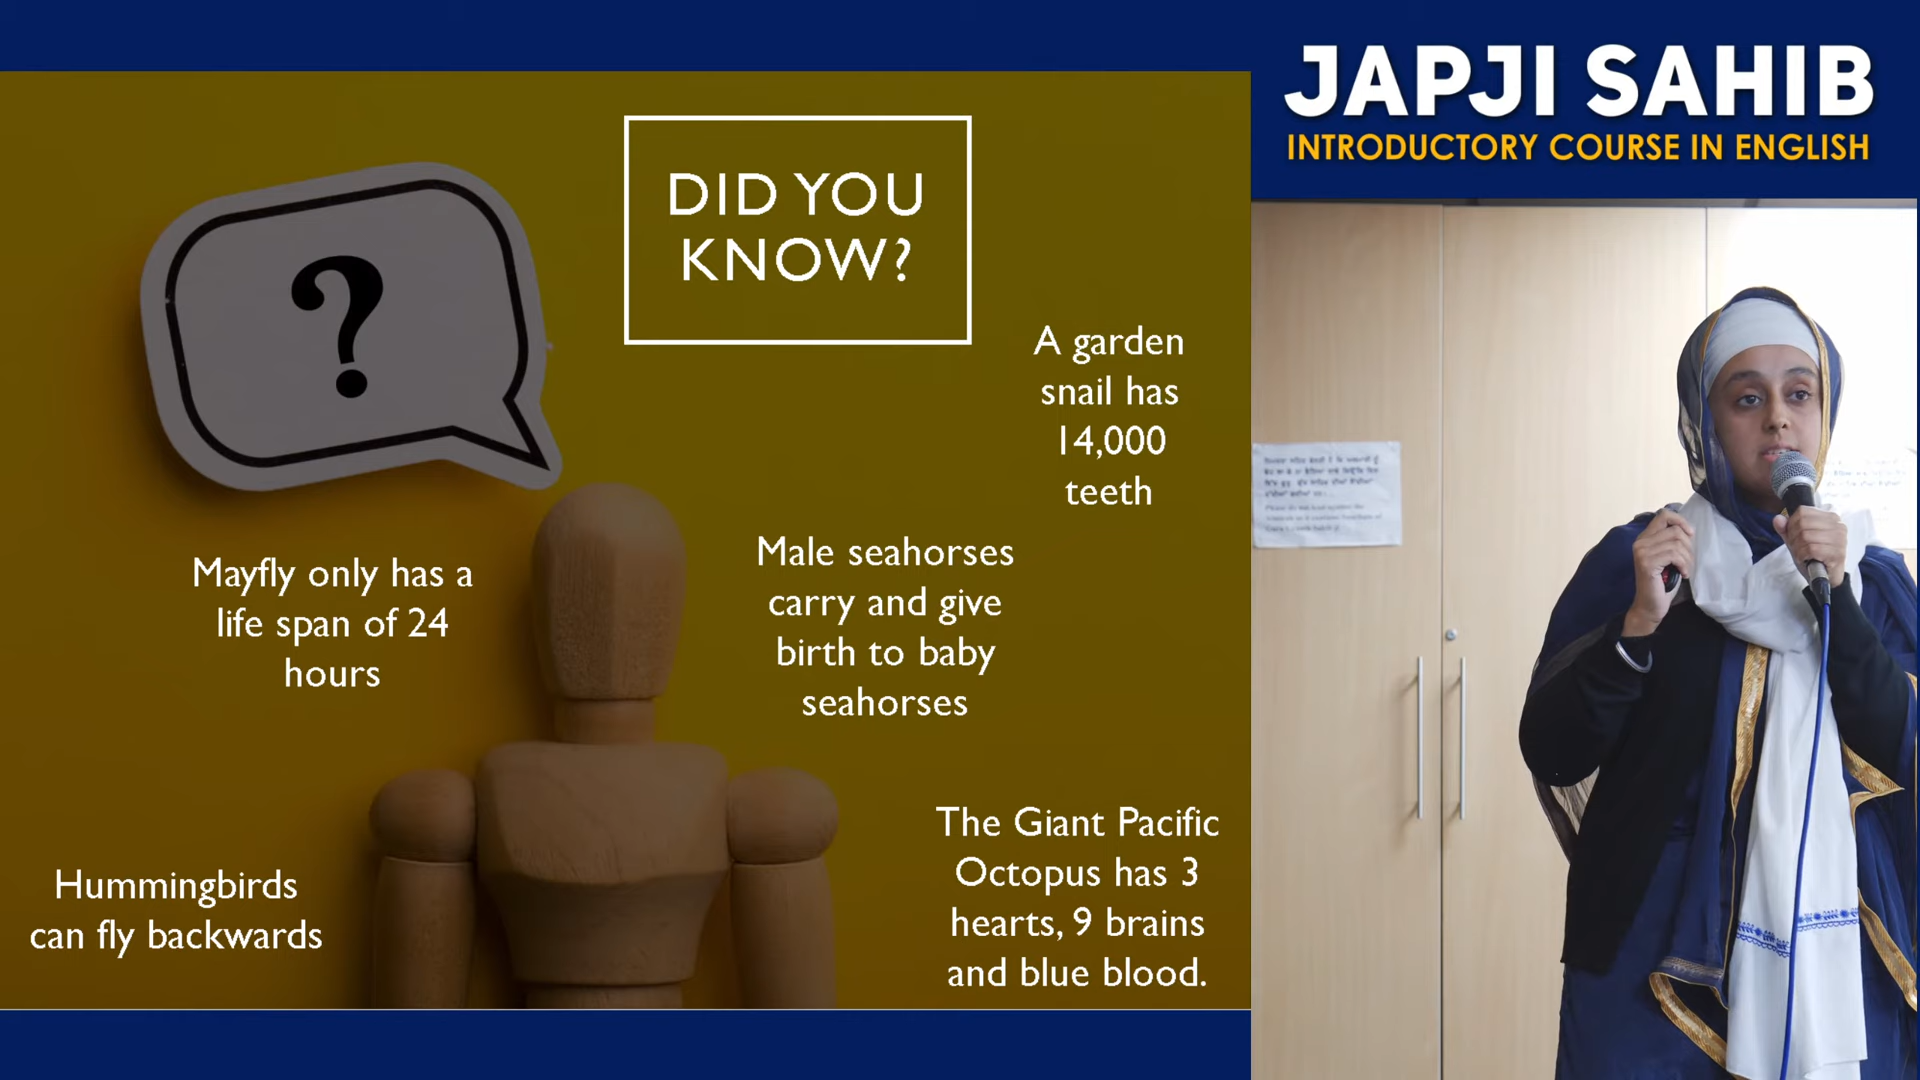 JAPJI SAHIB
INTRODUCTORY COURSE IN ENGLISH
DID YOU
KNOW?
?
A garden
snail has
14,000
teeth
Mayfly only has a
life span of 24
hours
Male seahorses
carry and give
birth to baby
seahorses
Hummingbirds
can fly backwards
The Giant Pacific
Octopus has 3
hearts, 9 brains
and blue blood.